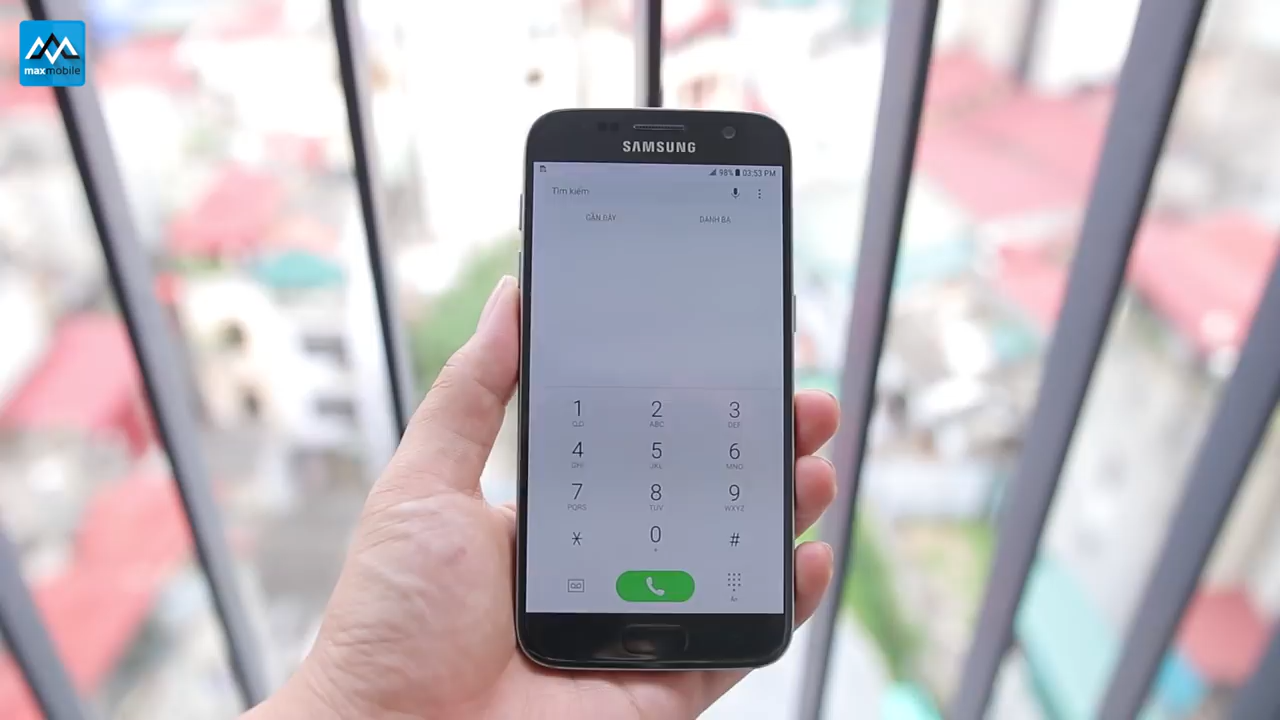 maxmobile
SAMSUNG
98% 03:53 PM
Tìm kiếm
GẦN ĐÂY DANH BẠ
1 2 3
ABC DEF
4 5 6
GHI JKL MNO
7 8 9
PQRS TUV WXYZ
* 0 #
+
Ẩn